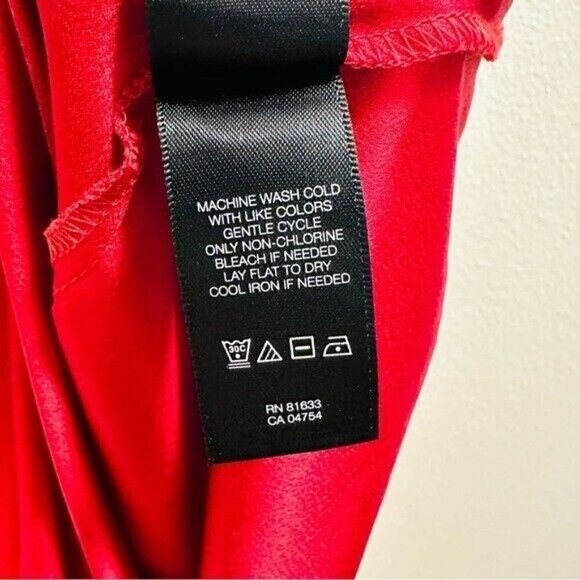 MACHINE WASH COLD
WITH LIKE COLORS
GENTLE CYCLE
ONLY NON-CHLORINE
BLEACH IF NEEDED
LAY FLAT TO DRY
COOL IRON IF NEEDED
30C
RN 81633
CA 04754